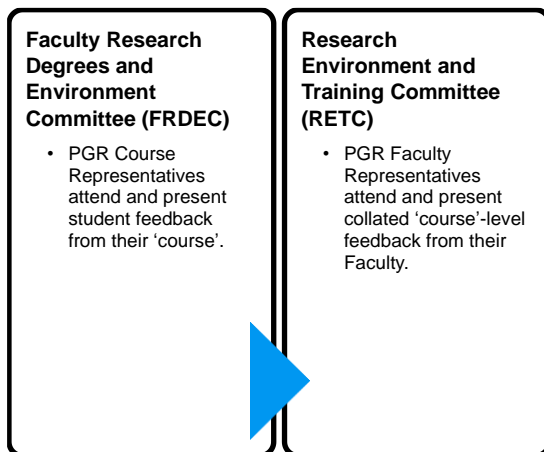 Faculty Research
Degrees and
Environment
Committee (FRDEC)
• PGR Course
Representatives
attend and present
student feedback
from their ‘course’.
Research
Environment and
Training Committee
(RETC)
• PGR Faculty
Representatives
attend and present
collated ‘course’-level
feedback from their
Faculty.